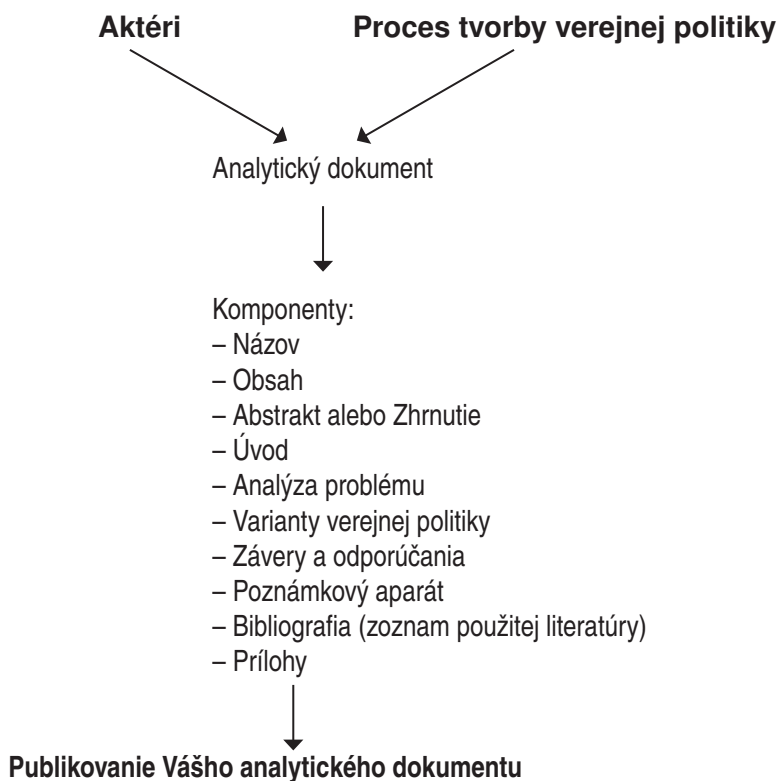 Aktéri
Proces tvorby verejnej politiky
Analytický dokument
Komponenty:
– Názov
– Obsah
– Abstrakt alebo Zhrnutie
– Úvod
– Analýza problému
– Varianty verejnej politiky
– Závery a odporúčania
– Poznámkový aparát
– Bibliografia (zoznam použitej literatúry)
– Prílohy
Publikovanie Vášho analytického dokumentu